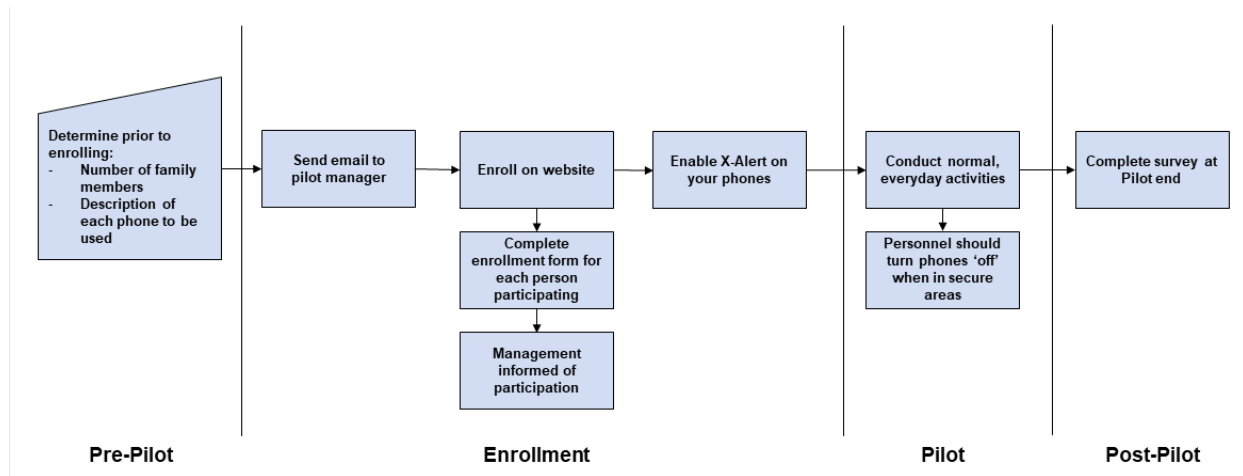 Determine prior to
enrolling:
- Number of family
members
- Description of
each phone to be
used
Send email to
pilot manager
Enroll on website
Complete
enrollment form for
each person
participating
Management
informed of
participation
Enable X-Alert on
your phones
Conduct normal,
everyday activities
Personnel should
turn phones ‘off’
when in secure
areas
Complete survey at
Pilot end
Pre-Pilot
Enrollment
Pilot
Post-Pilot